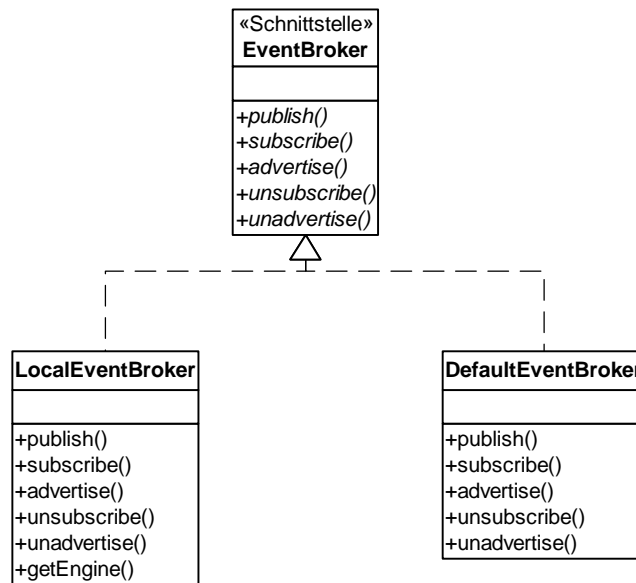 «Schnittstelle»
EventBroker
+publish()
+subscribe()
+advertise()
+unsubscribe()
+unadvertise()
LocalEventBroker
+publish()
+subscribe()
+advertise()
+unsubscribe()
+unadvertise()
+getEngine()
DefaultEventBroker
+publish()
+subscribe()
+advertise()
+unsubscribe()
+unadvertise()